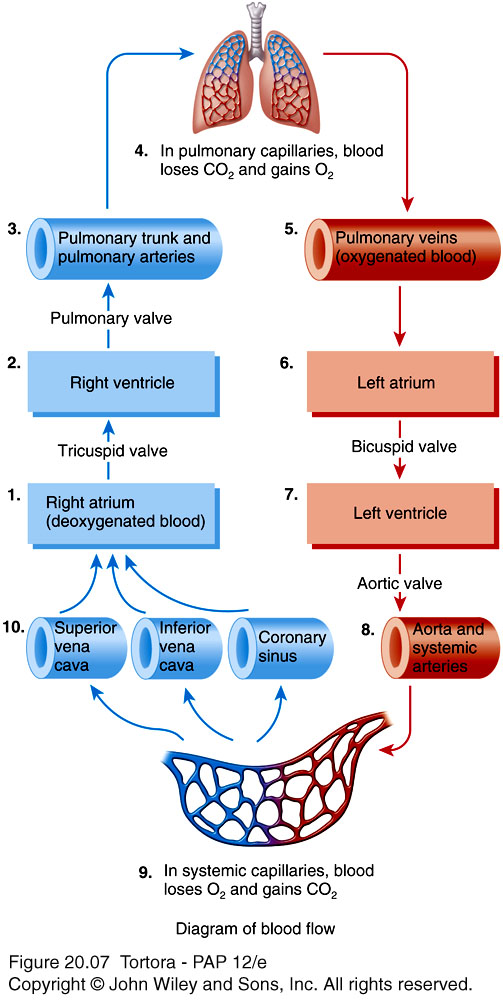 4. In pulmonary capillaries, blood
loses CO₂ and gains O₂
3.
Pulmonary trunk and
pulmonary arteries
5.
Pulmonary veins
(oxygenated blood)
Pulmonary valve
2.
Right ventricle
6.
Left atrium
Tricuspid valve
Bicuspid valve
1.
Right atrium
(deoxygenated blood)
7.
Left ventricle
Aortic valve
10.
Superior
vena
cava
Inferior
vena
cava
Coronary
sinus
8.
Aorta and
systemic
arteries
9. In systemic capillaries, blood
loses O₂ and gains CO₂
Diagram of blood flow
Figure 20.07 Tortora - PAP 12/e
Copyright © John Wiley and Sons, Inc. All rights reserved.